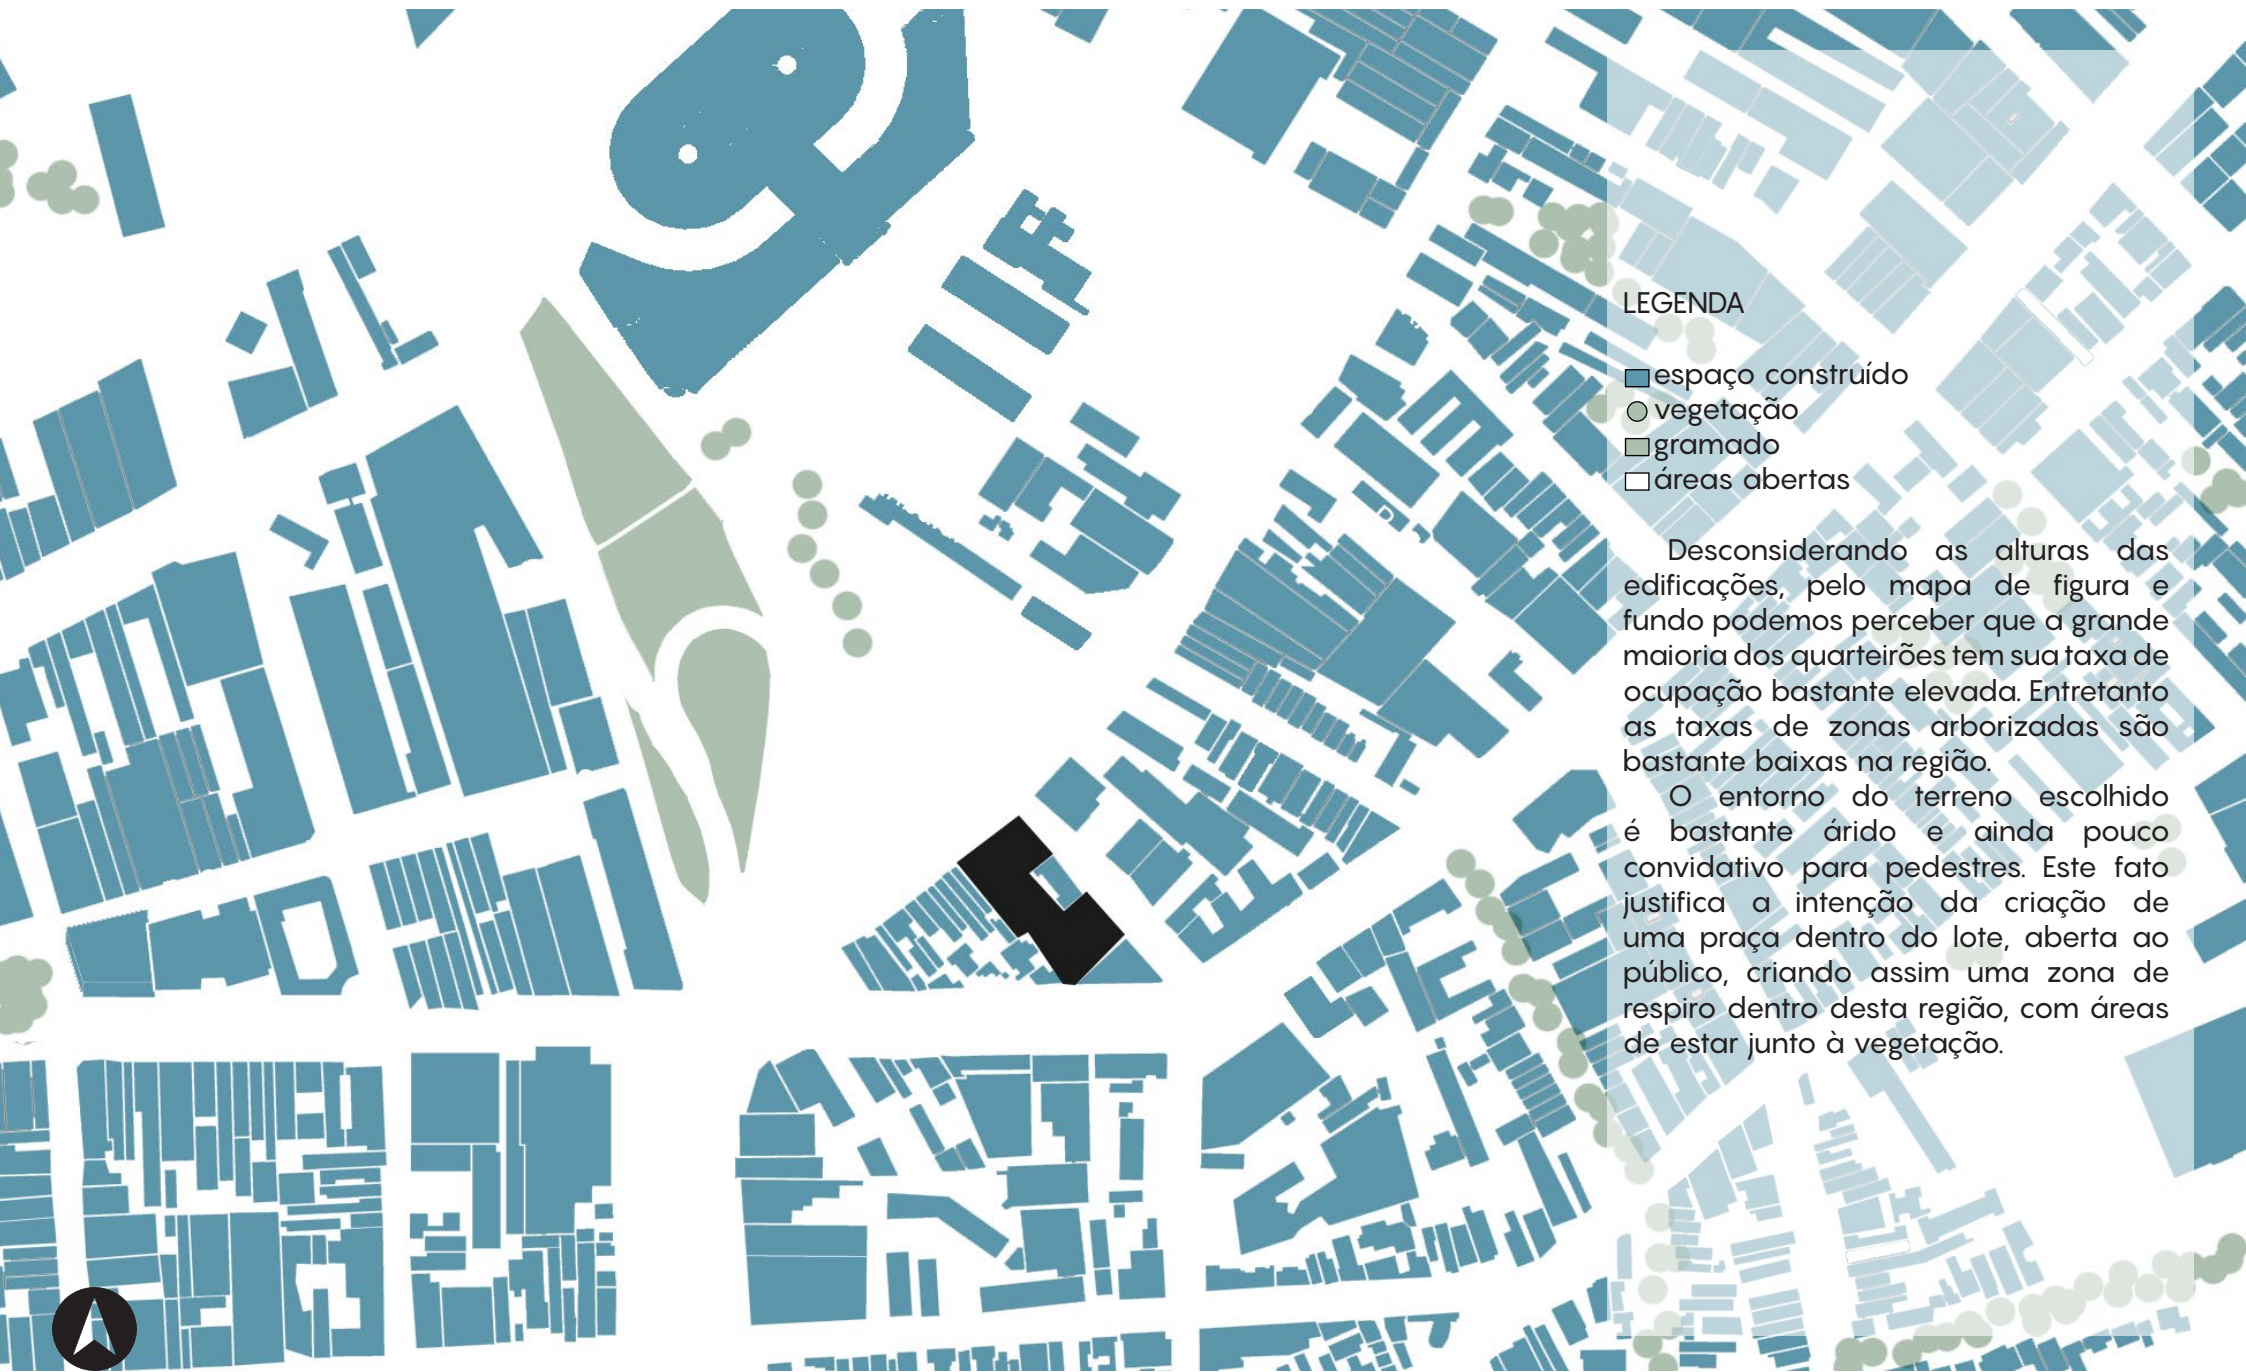 LEGENDA
espaço construído
vegetação
gramado
áreas abertas
Desconsiderando as alturas das
edificações, pelo mapa de figura e
fundo podemos perceber que a grande
maioria dos quarteirões tem sua taxa de
ocupação bastante elevada. Entretanto
as taxas de zonas arborizadas são
bastante baixas na região.
O entorno do terreno escolhido
é bastante árido e ainda pouco
convidativo para pedestres. Este fato
justifica a intenção da criação de
uma praça dentro do lote, aberta ao
público, criando assim uma zona de
respiro dentro desta região, com áreas
de estar junto à vegetação.